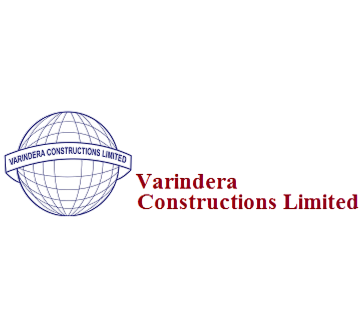 VARINDERA CONSTRUCTIONS LIMITED
Varindera
Constructions Limited